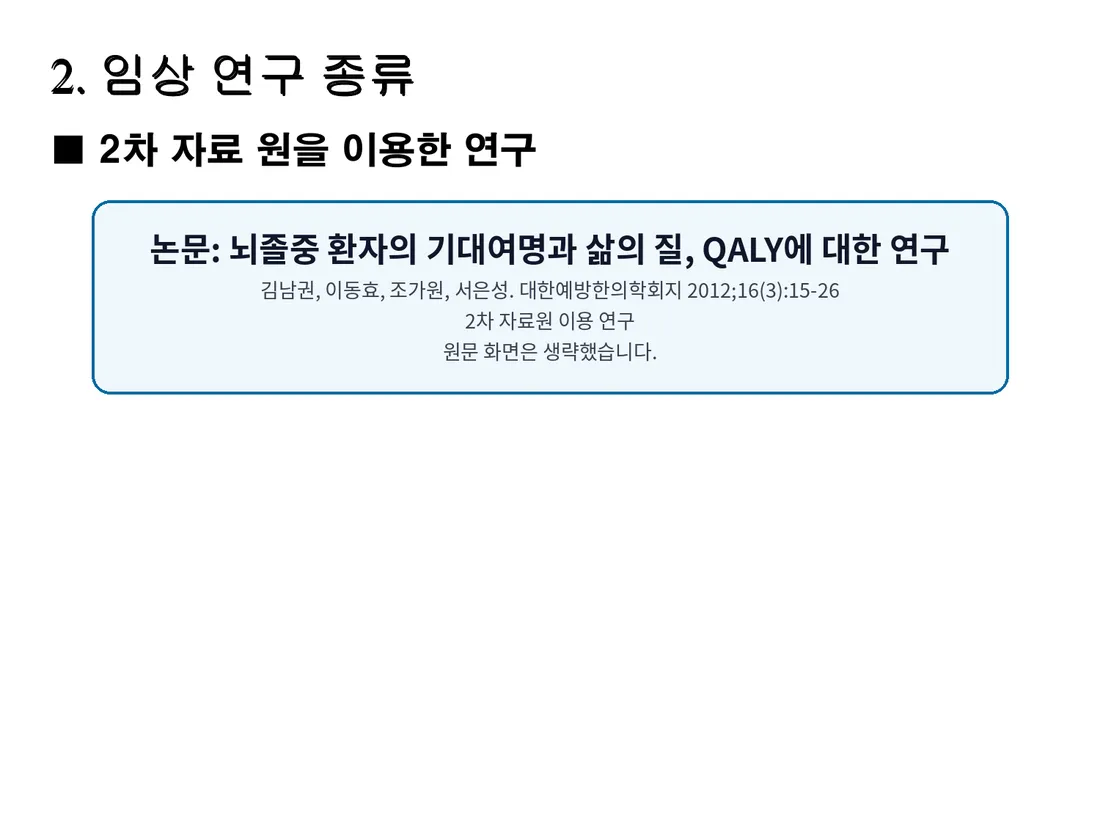 2. 임상 연구 종류
■ 2차 자료 원을 이용한 연구
논문: 뇌졸중 환자의 기대여명과 삶의 질, QALY에 대한 연구
김남권, 이동효, 조가원, 서은성. 대한예방한의학회지 2012;16(3):15-26
2차 자료원 이용 연구
원문 화면은 생략했습니다.